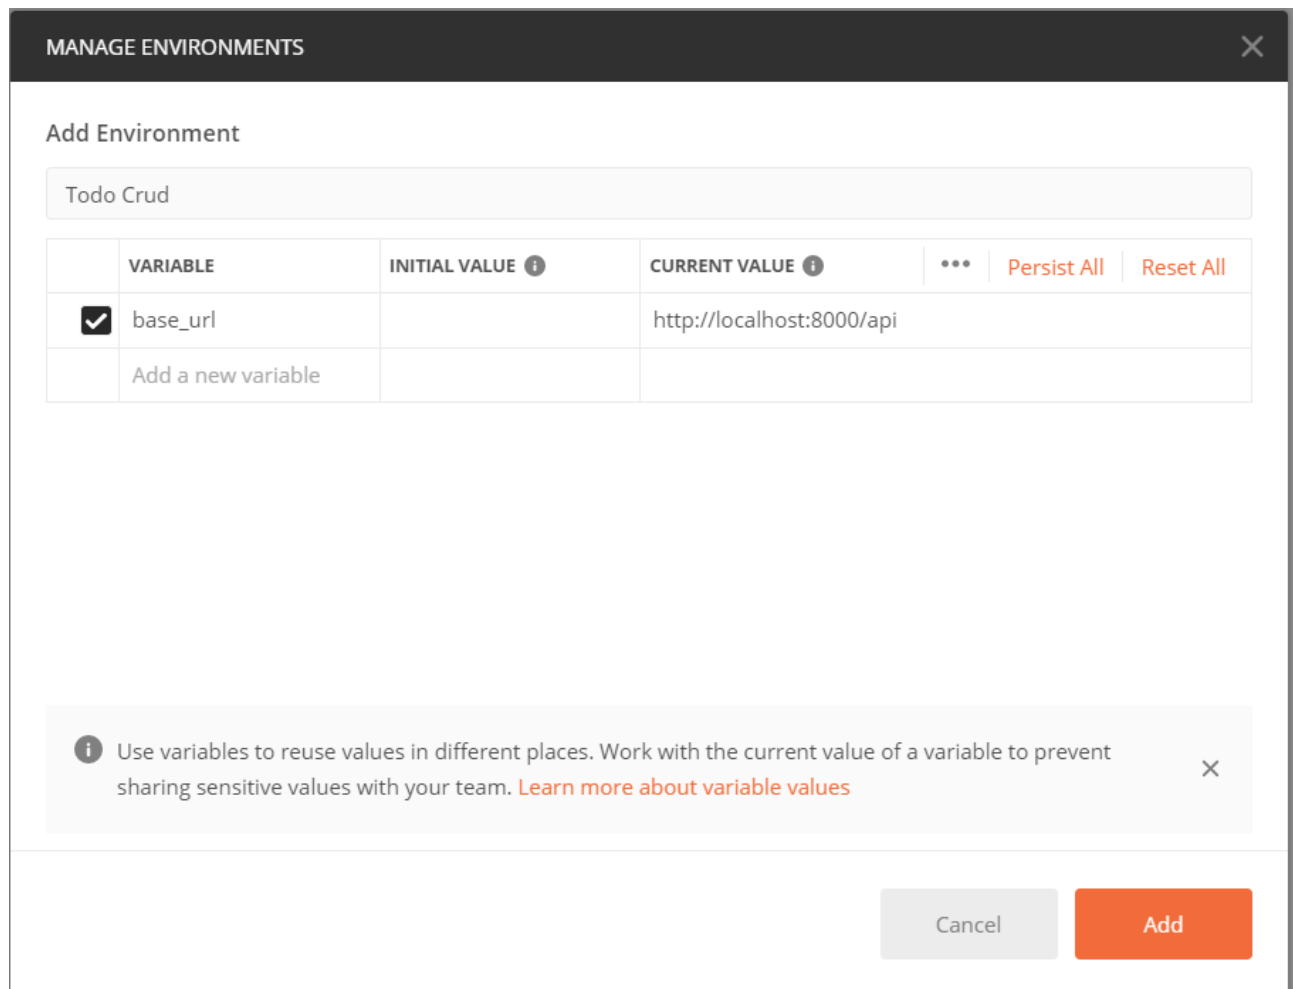 MANAGE ENVIRONMENTS
Add Environment
Todo Crud
VARIABLE INITIAL VALUE CURRENT VALUE Persist All Reset All
base_url http://localhost:8000/api
Add a new variable
Use variables to reuse values in different places. Work with the current value of a variable to prevent
sharing sensitive values with your team. Learn more about variable values
Cancel Add